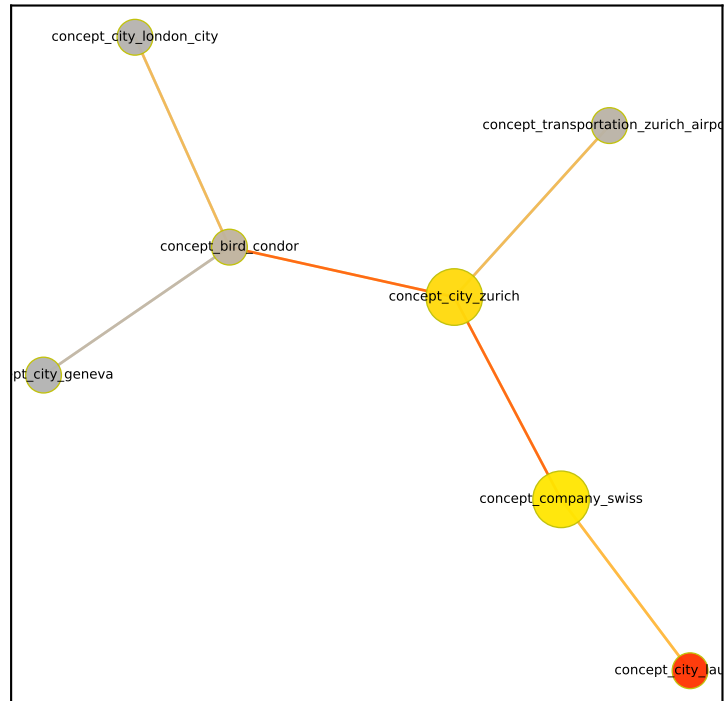 concept_city_london_city
concept_transportation_zurich_airpo
concept_bird_condor
concept_city_zurich
pt_city_geneva
concept_company_swiss
concept_city_lau